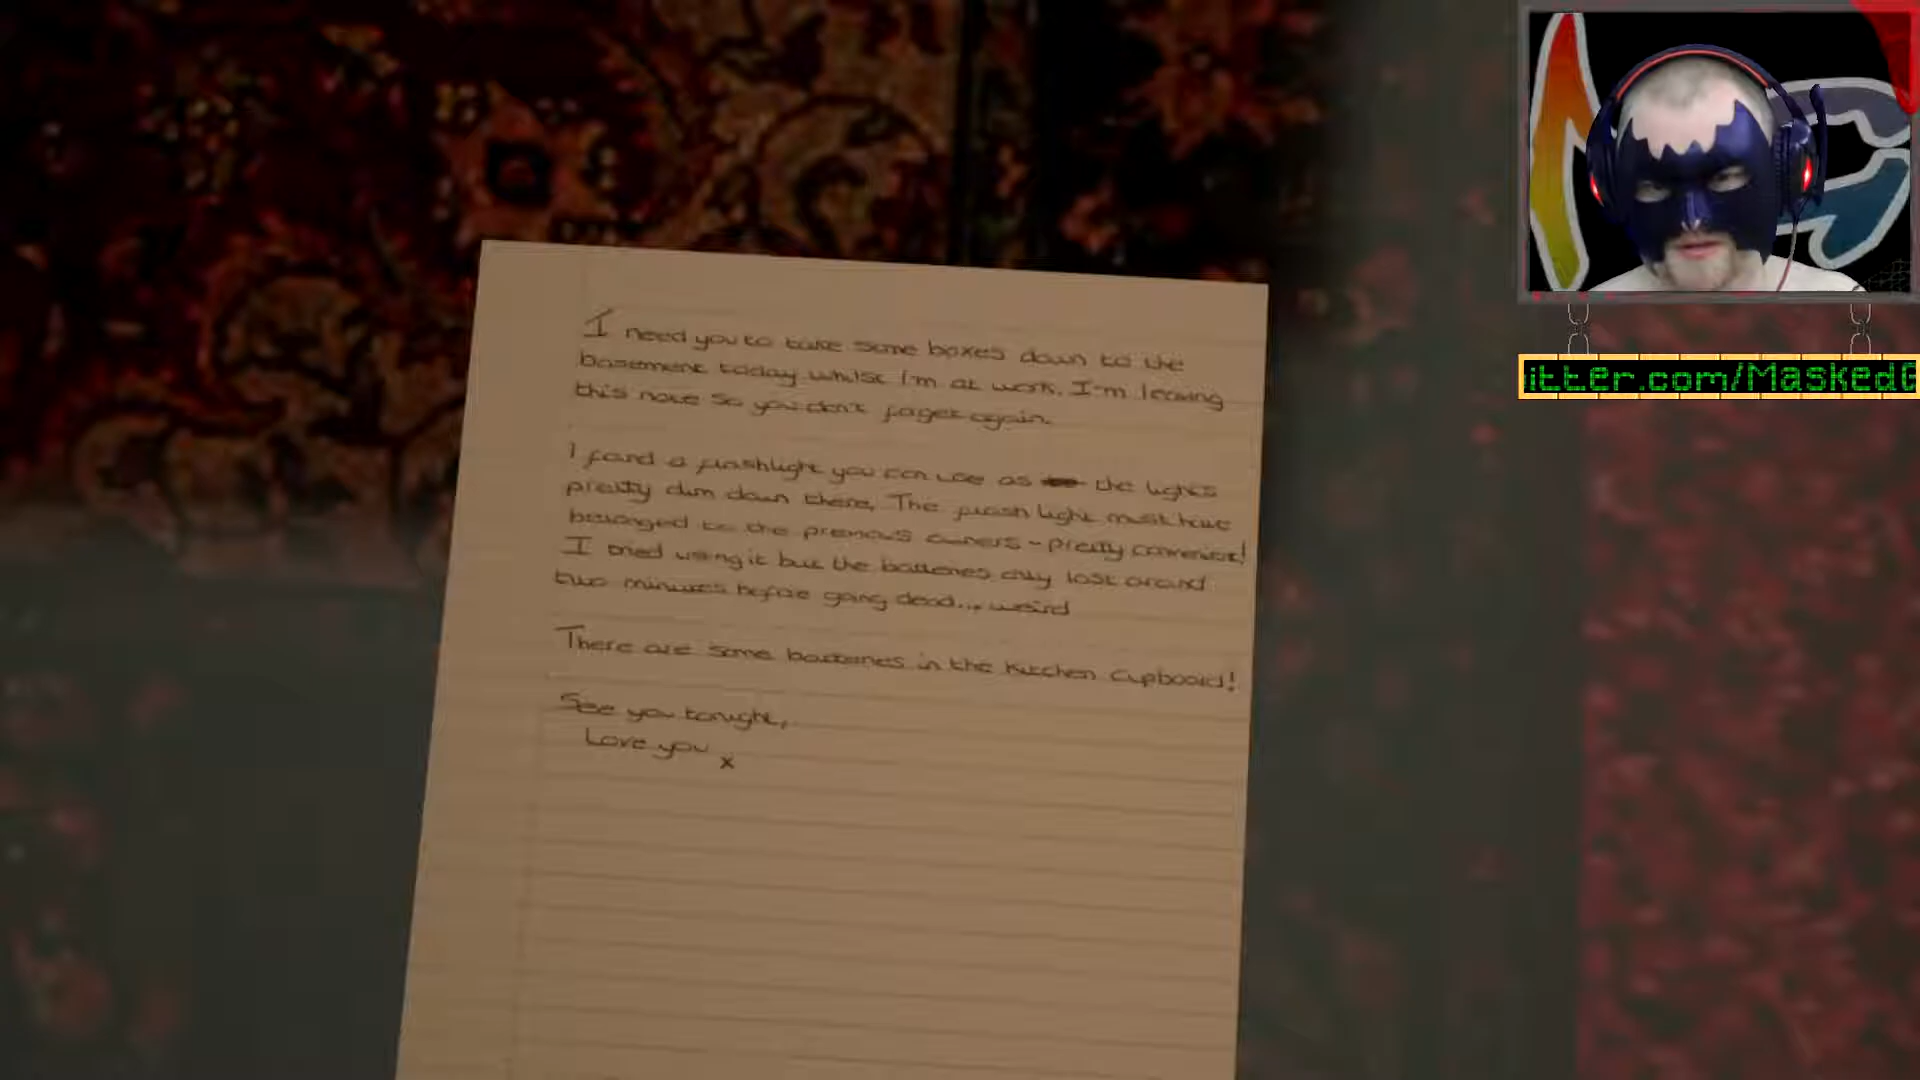 I need you to take some boxes down to the
basement today whilst I'm at work. I'm leaving
this note so you don't forget again.
I found a flashlight you can use as the lights
pretty dim down there. The flash light must have
belonged to the previous owners - pretty convenient!
I tried using it but the batteries only last around
two minutes before going dead... weird
There are some batteries in the kitchen cupboard!
See you tonight,
Love you
x
itter.com/MaskedG